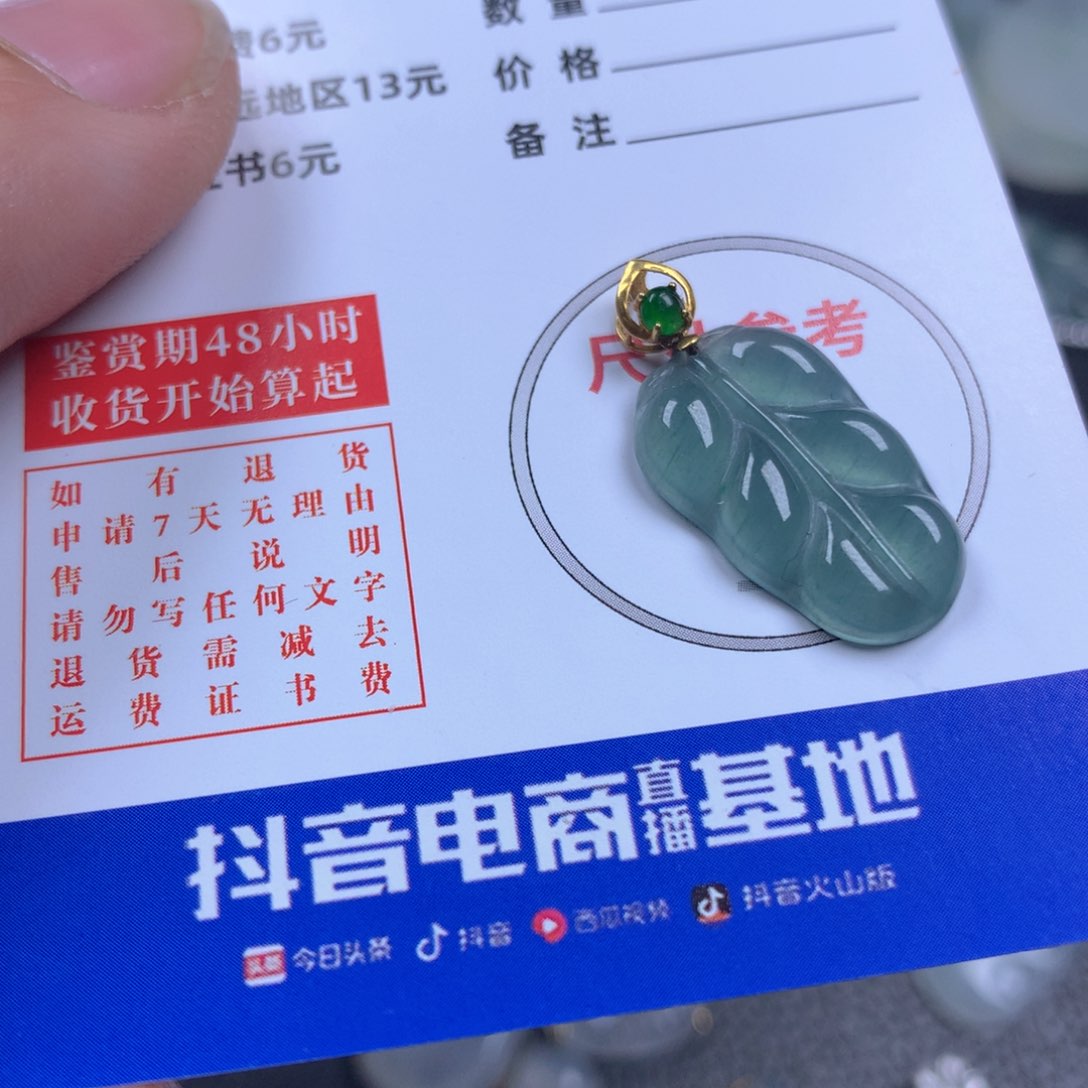 费6元
数量
远地区13元
价格
证书6元
备注
鉴赏期48小时
收货开始算起
如有退货
申请7天无理由
售后说明
请勿写任何文字
退货需减去
运费证书费
参考
抖音电商直播基地
头条 今日头条 抖音 西瓜视频 抖音火山版